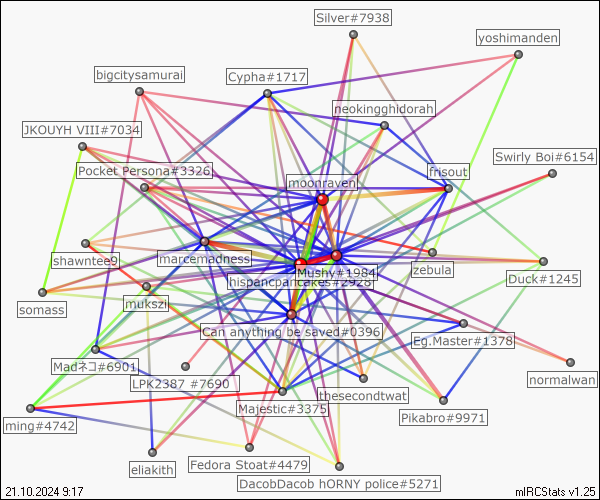 Silver#7938
yoshimanden
bigcitysamurai
Cypha#1717
neokingghidorah
JKOUYH VIII#7034
Swirly Boi#6154
Pocket Persona#3326
frisout
moonraven
shawntee9
marcemadness
Mushy#1984
zebula
Duck#1245
hispancpancakes#2928
mukszi
somass
Can anything be saved#0396
Eg.Master#1378
Madネコ#6901
LPK2387 #7690
thesecondtwat
normalwan
Majestic#3375
Pikabro#9971
ming#4742
eliakith
Fedora Stoat#4479
DacobDacob hORNY police#5271
21.10.2024 9:17
mIRCStats v1.25